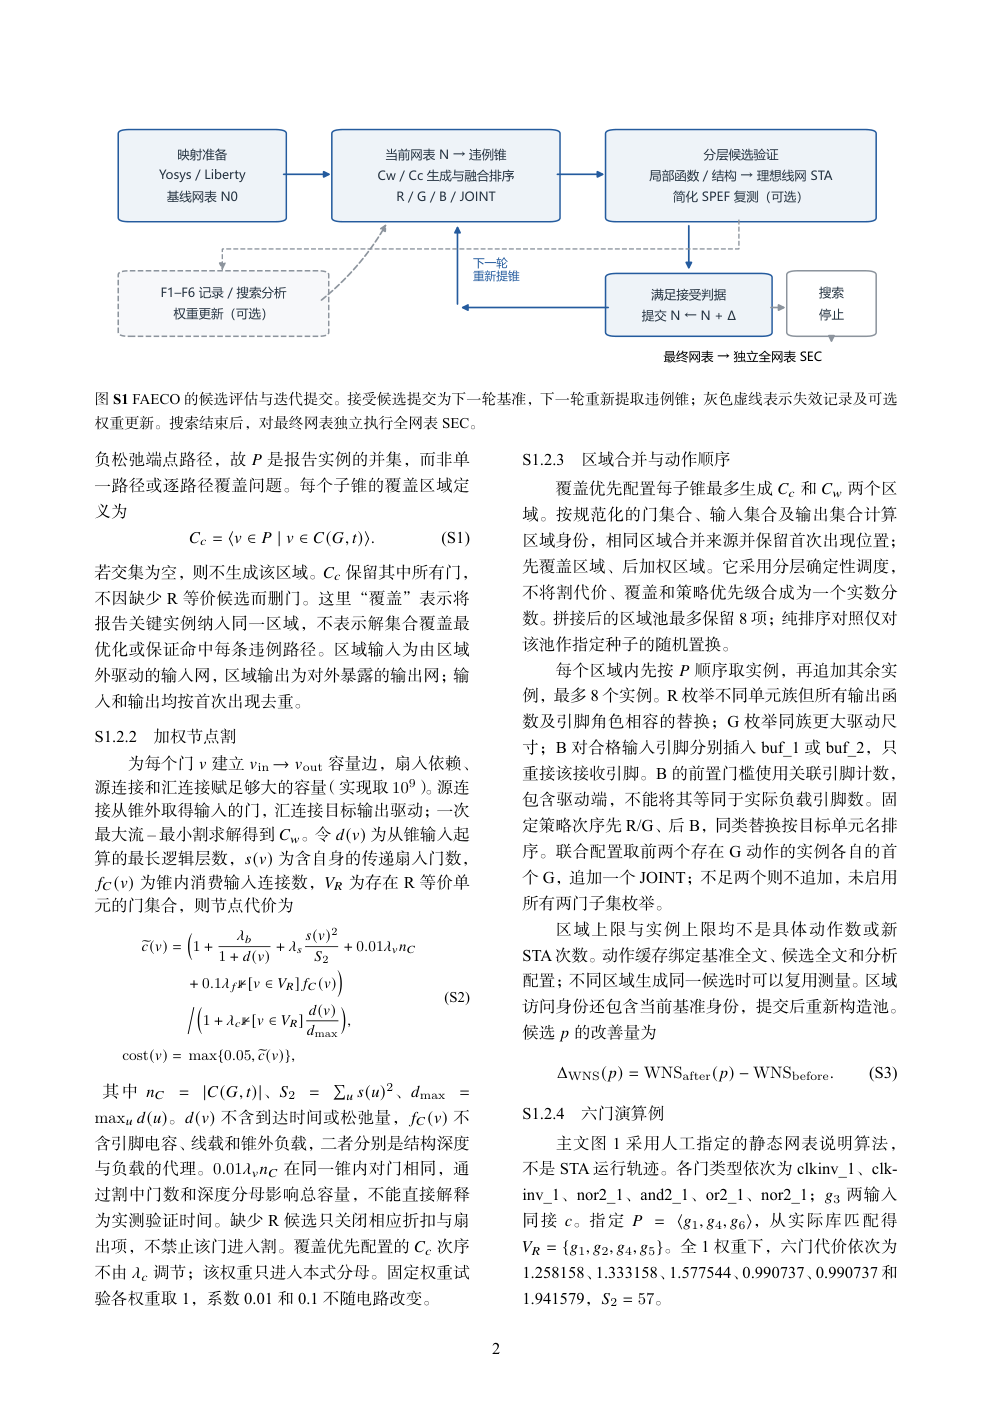 映射准备
Yosys / Liberty
基线网表 N0
当前网表 N → 违例锥
Cw / Cc 生成与融合排序
R / G / B / JOINT
分层候选验证
局部函数 / 结构 → 理想线网 STA
简化 SPEF 复测（可选）
F1–F6 记录 / 搜索分析
权重更新（可选）
下一轮
重新提锥
满足接受判据
提交 N ← N + Δ
搜索
停止
最终网表 → 独立全网表 SEC
图 S1 FAECO 的候选评估与迭代提交。接受候选提交为下一轮基准，下一轮重新提取违例锥；灰色虚线表示失效记录及可选
权重更新。搜索结束后，对最终网表独立执行全网表 SEC。
负松弛端点路径，故 P 是报告实例的并集，而非单
一路径或逐路径覆盖问题。每个子锥的覆盖区域定
义为
C_c = ⟨v ∈ P | v ∈ C(G, t)⟩. (S1)
若交集为空，则不生成该区域。C_c 保留其中所有门，
不因缺少 R 等价候选而删门。这里“覆盖”表示将
报告关键实例纳入同一区域，不表示解集合覆盖最
优化或保证命中每条违例路径。区域输入为由区域
外驱动的输入网，区域输出为对外暴露的输出网；输
入和输出均按首次出现去重。
S1.2.2 加权节点割
为每个门 v 建立 v_in → v_out 容量边，扇入依赖、
源连接和汇连接赋足够大的容量（实现取 10^9）。源连
接从锥外取得输入的门，汇连接目标输出驱动；一次
最大流–最小割求解得到 C_w。令 d(v) 为从锥输入起
算的最长逻辑层数，s(v) 为含自身的传递扇入门数，
f_C(v) 为锥内消费输入连接数，V_R 为存在 R 等价单
元的门集合，则节点代价为
c̃(v) = (1 + λ_b / (1 + d(v)) + λ_s s(v)^2 / S_2 + 0.01λ_v n_C
+ 0.1λ_f 𝟙[v ∈ V_R] f_C(v))
/ (1 + λ_c 𝟙[v ∈ V_R] d(v) / d_max), (S2)
cost(v) = max{0.05, c̃(v)},
其中 n_C = |C(G, t)|、S_2 = ∑_u s(u)^2、d_max =
max_u d(u)。d(v) 不含到达时间或松弛量，f_C(v) 不
含引脚电容、线载和锥外负载，二者分别是结构深度
与负载的代理。0.01λ_v n_C 在同一锥内对门相同，通
过割中门数和深度分母影响总容量，不能直接解释
为实测验证时间。缺少 R 候选只关闭相应折扣与扇
出项，不禁止该门进入割。覆盖优先配置的 C_c 次序
不由 λ_c 调节；该权重只进入本式分母。固定权重试
验各权重取 1，系数 0.01 和 0.1 不随电路改变。
S1.2.3 区域合并与动作顺序
覆盖优先配置每子锥最多生成 C_c 和 C_w 两个区
域。按规范化的门集合、输入集合及输出集合计算
区域身份，相同区域合并来源并保留首次出现位置；
先覆盖区域、后加权区域。它采用分层确定性调度，
不将割代价、覆盖和策略优先级合成为一个实数分
数。拼接后的区域池最多保留 8 项；纯排序对照仅对
该池作指定种子的随机置换。
每个区域内先按 P 顺序取实例，再追加其余实
例，最多 8 个实例。R 枚举不同单元族但所有输出函
数及引脚角色相容的替换；G 枚举同族更大驱动尺
寸；B 对合格输入引脚分别插入 buf_1 或 buf_2，只
重接该接收引脚。B 的前置门槛使用关联引脚计数，
包含驱动端，不能将其等同于实际负载引脚数。固
定策略次序先 R/G、后 B，同类替换按目标单元名排
序。联合配置取前两个存在 G 动作的实例各自的首
个 G，追加一个 JOINT；不足两个则不追加，未启用
所有两门子集枚举。
区域上限与实例上限均不是具体动作数或新
STA 次数。动作缓存绑定基准全文、候选全文和分析
配置；不同区域生成同一候选时可以复用测量。区域
访问身份还包含当前基准身份，提交后重新构造池。
候选 p 的改善量为
Δ_WNS(p) = WNS_after(p) − WNS_before. (S3)
S1.2.4 六门演算例
主文图 1 采用人工指定的静态网表说明算法，
不是 STA 运行轨迹。各门类型依次为 clkinv_1、clk-
inv_1、nor2_1、and2_1、or2_1、nor2_1；g_3 两输入
同接 c。指定 P = ⟨g_1, g_4, g_6⟩，从实际库匹配得
V_R = {g_1, g_2, g_4, g_5}。全 1 权重下，六门代价依次为
1.258158、1.333158、1.577544、0.990737、0.990737 和
1.941579，S_2 = 57。
2